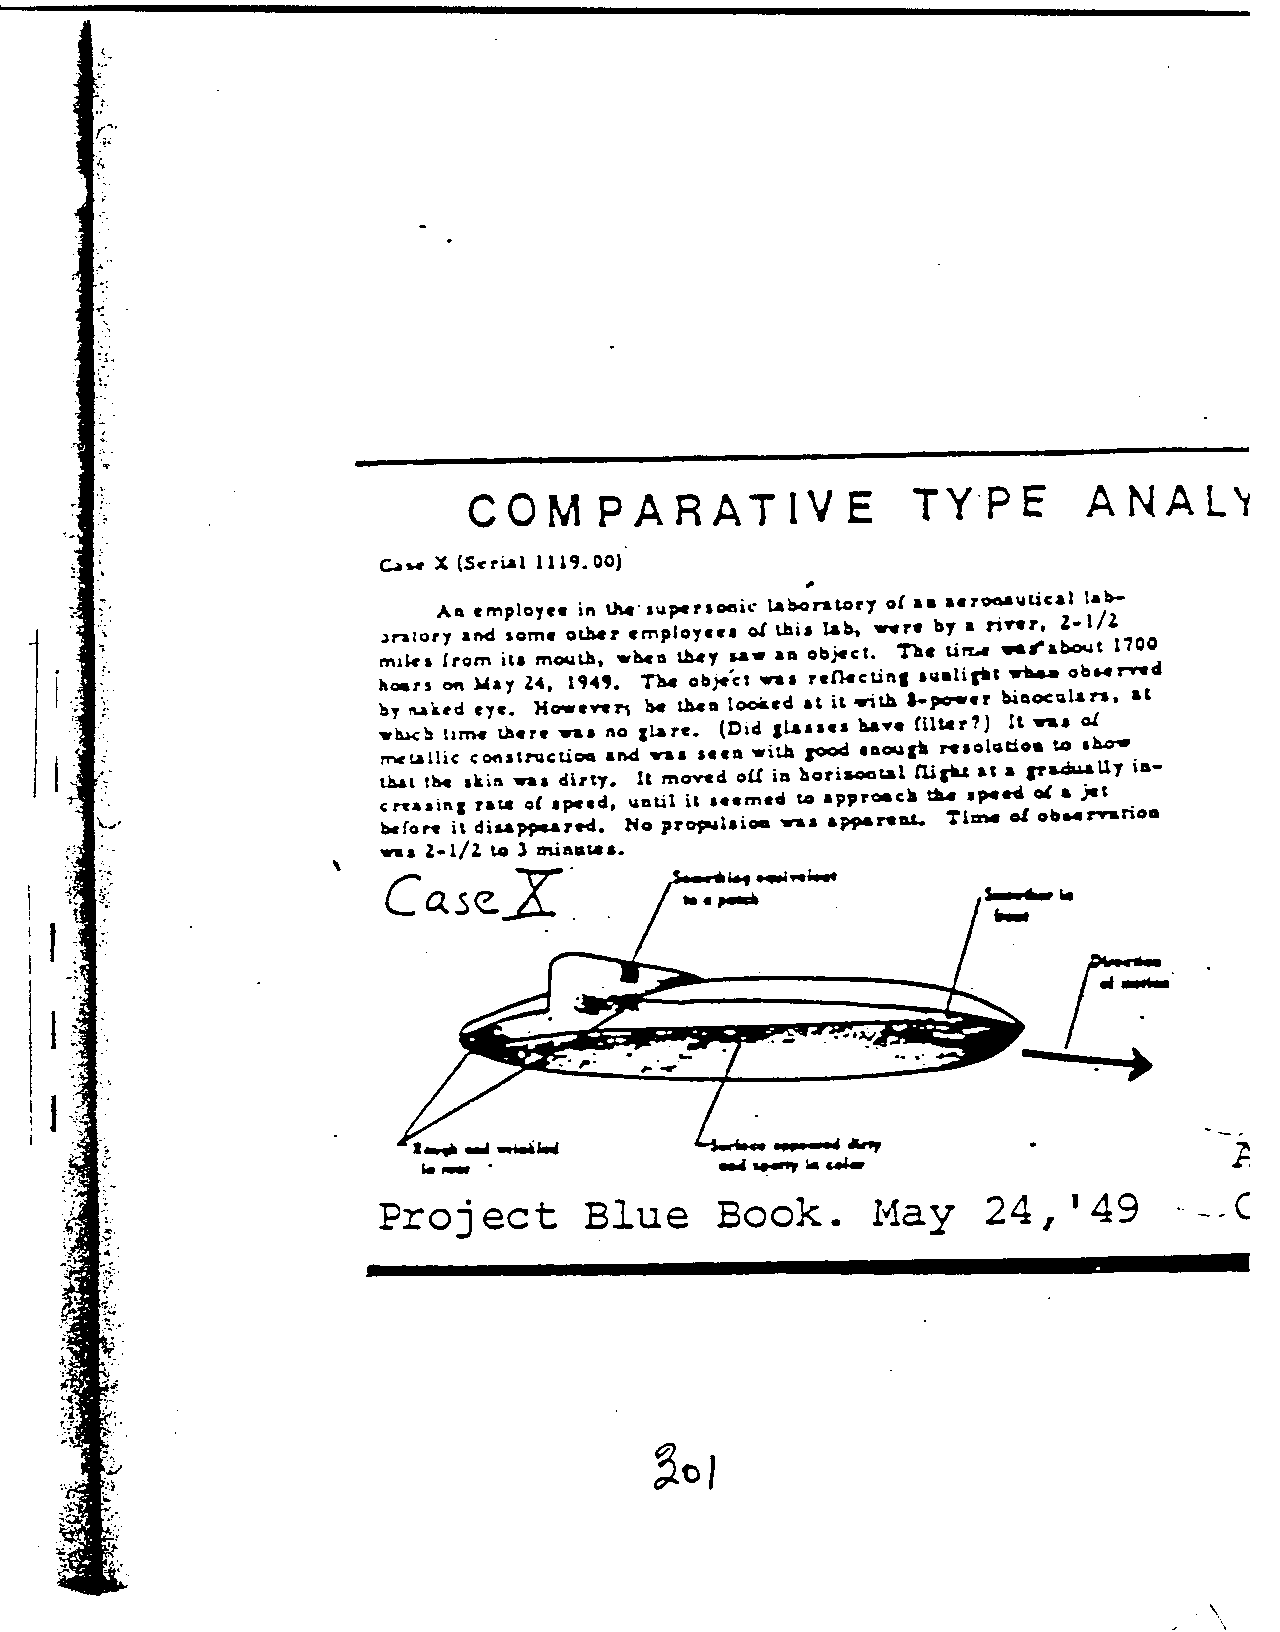 COMPARATIVE TYPE ANALY
Case X (Serial 1119.00)
An employee in the supersonic laboratory of an aeronautical lab-
oratory and some other employees of this lab, were by a river, 2-1/2
miles from its mouth, when they saw an object. The time was about 1700
hours on May 24, 1949. The object was reflecting sunlight when observed
by naked eye. However, he then looked at it with 8-power binoculars, at
which time there was no glare. (Did glasses have filter?) It was of
metallic construction and was seen with good enough resolution to show
that the skin was dirty. It moved off in horizontal flight at a gradually in-
creasing rate of speed, until it seemed to approach the speed of a jet
before it disappeared. No propulsion was apparent. Time of observation
was 2-1/2 to 3 minutes.
Case X
Something equivalent
to a patch
Smoother in
front
Direction
of motion
Rough and wrinkled
in rear
Surface appeared dirty
and spotty in color
Project Blue Book. May 24,'49
301